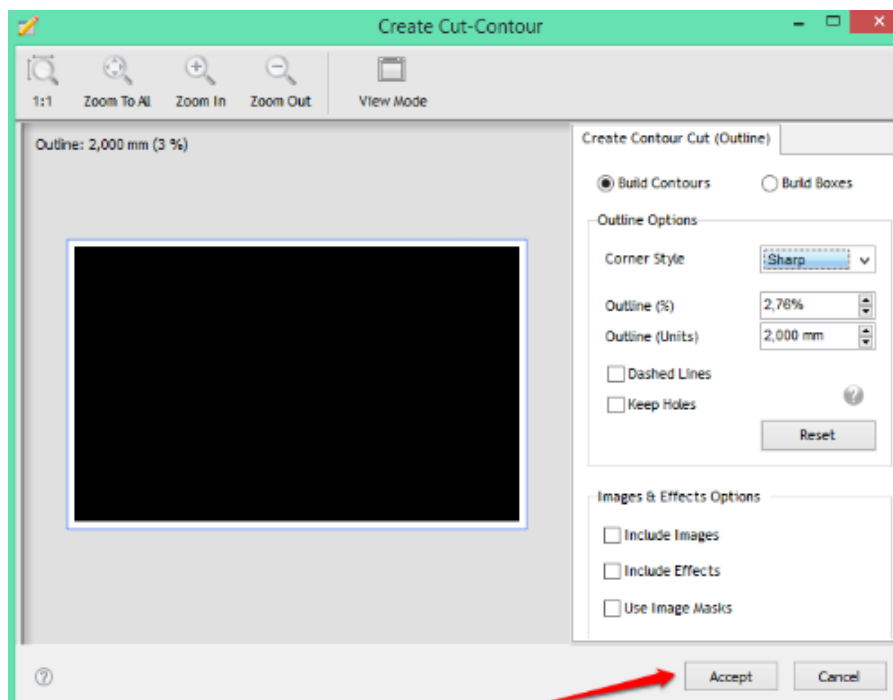 Create Cut-Contour
1:1 Zoom To All Zoom In Zoom Out View Mode
Outline: 2,000 mm (3 %)
Create Contour Cut (Outline)
Build Contours Build Boxes
Outline Options
Corner Style Sharp
Outline (%) 2,76%
Outline (Units) 2,000 mm
Dashed Lines
Keep Holes
Reset
Images & Effects Options
Include Images
Include Effects
Use Image Masks
Accept Cancel